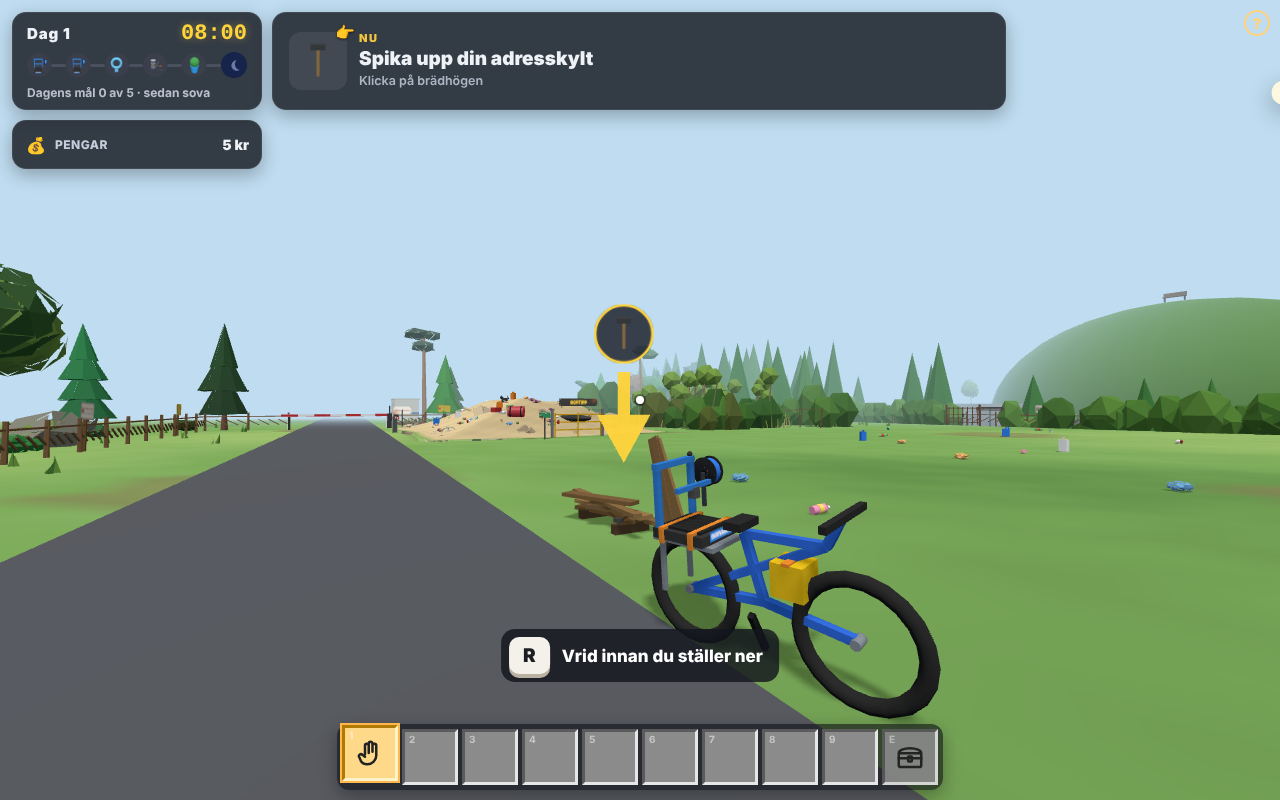 Dag 1
08:00
Dagens mål 0 av 5 · sedan sova
PENGAR
5 kr
NU
Spika upp din adresskylt
Klicka på brädhögen
R
Vrid innan du ställer ner
1
2
3
4
5
6
7
8
9
E